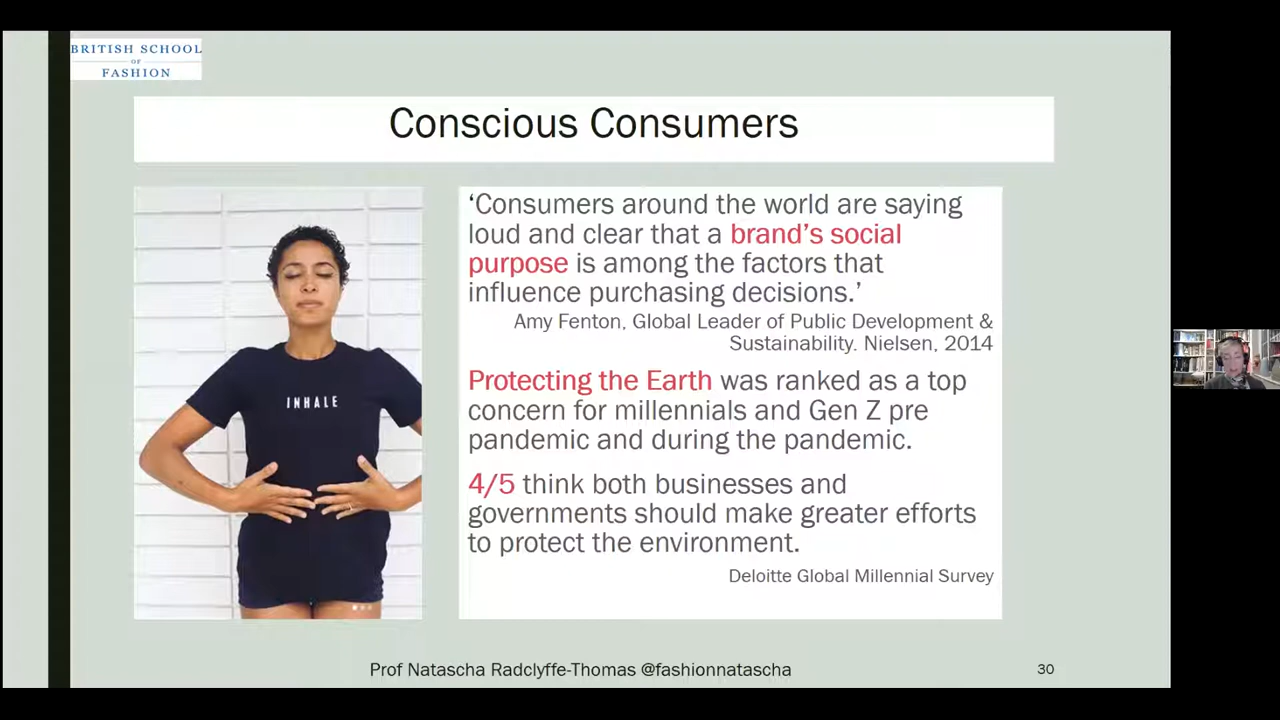 BRITISH SCHOOL
OF
FASHION
Conscious Consumers
INHALE
‘Consumers around the world are saying
loud and clear that a brand’s social
purpose is among the factors that
influence purchasing decisions.’
Amy Fenton, Global Leader of Public Development &
Sustainability. Nielsen, 2014
Protecting the Earth was ranked as a top
concern for millennials and Gen Z pre
pandemic and during the pandemic.
4/5 think both businesses and
governments should make greater efforts
to protect the environment.
Deloitte Global Millennial Survey
Prof Natascha Radclyffe-Thomas @fashionnatascha
30